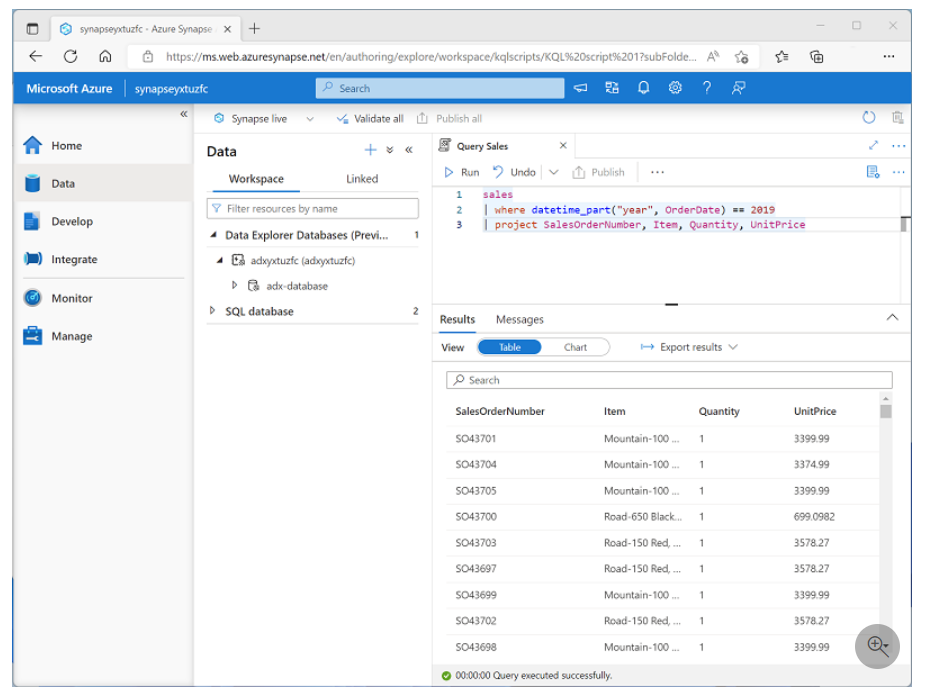 synapseyxtuzfc - Azure Synapse
https://ms.web.azuresynapse.net/en/authoring/explore/workspace/kqlscripts/KQL%20script%201?subFolde...
Microsoft Azure synapseyxtuzfc Search
Synapse live Validate all Publish all
Home
Data
Develop
Integrate
Monitor
Manage
Data
Workspace Linked
Filter resources by name
Data Explorer Databases (Previ... 1
adxyxtuzfc (adxyxtuzfc)
adx-database
SQL database 2
Query Sales
Run Undo Publish ...
1 sales
2 | where datetime_part("year", OrderDate) == 2019
3 | project SalesOrderNumber, Item, Quantity, UnitPrice
Results Messages
View Table Chart Export results
Search
SalesOrderNumber Item Quantity UnitPrice
SO43701 Mountain-100 ... 1 3399.99
SO43704 Mountain-100 ... 1 3374.99
SO43705 Mountain-100 ... 1 3399.99
SO43700 Road-650 Black... 1 699.0982
SO43703 Road-150 Red, ... 1 3578.27
SO43697 Road-150 Red, ... 1 3578.27
SO43699 Mountain-100 ... 1 3399.99
SO43702 Road-150 Red, ... 1 3578.27
SO43698 Mountain-100 ... 1 3399.99
00:00:00 Query executed successfully.